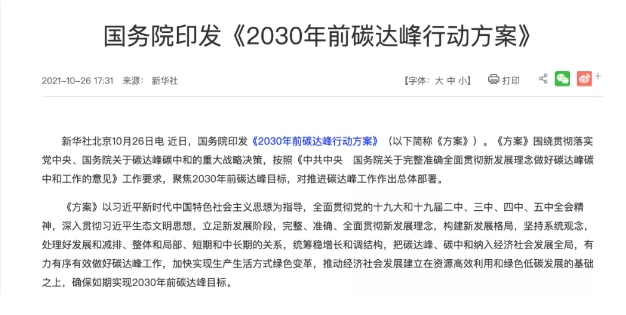 国务院印发《2030年前碳达峰行动方案》
2021-10-26 17:31 来源： 新华社 【字体：大 中 小】 打印
新华社北京10月26日电 近日，国务院印发《2030年前碳达峰行动方案》（以下简称《方案》）。《方案》围绕贯彻落实
党中央、国务院关于碳达峰碳中和的重大战略决策，按照《中共中央 国务院关于完整准确全面贯彻新发展理念做好碳达峰碳
中和工作的意见》工作要求，聚焦2030年前碳达峰目标，对推进碳达峰工作作出总体部署。
《方案》以习近平新时代中国特色社会主义思想为指导，全面贯彻党的十九大和十九届二中、三中、四中、五中全会精
神，深入贯彻习近平生态文明思想，立足新发展阶段，完整、准确、全面贯彻新发展理念，构建新发展格局，坚持系统观念，
处理好发展和减排、整体和局部、短期和中长期的关系，统筹稳增长和调结构，把碳达峰、碳中和纳入经济社会发展全局，有
力有序有效做好碳达峰工作，加快实现生产生活方式绿色变革，推动经济社会发展建立在资源高效利用和绿色低碳发展的基础
之上，确保如期实现2030年前碳达峰目标。